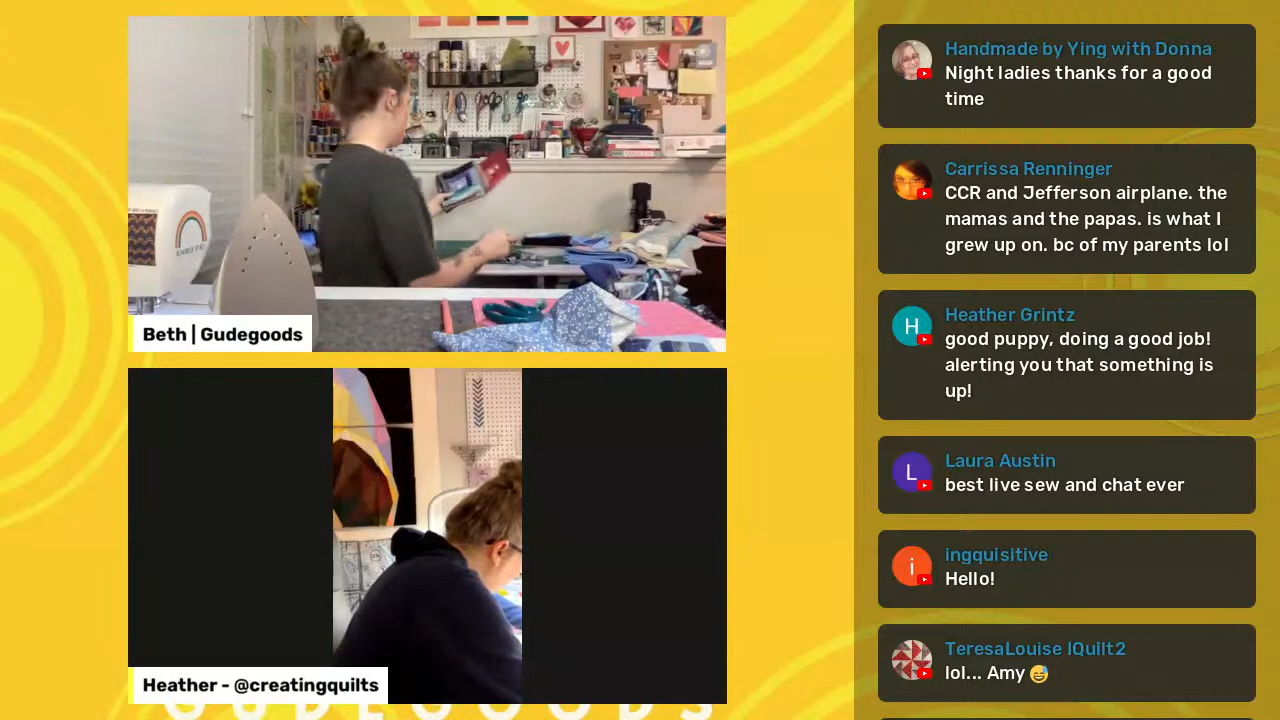 Beth | Gudegoods
Heather - @creatingquilts
GUDEGOODS
Handmade by Ying with Donna
Night ladies thanks for a good
time
Carrissa Renninger
CCR and Jefferson airplane. the
mamas and the papas. is what I
grew up on. bc of my parents lol
H
Heather Grintz
good puppy, doing a good job!
alerting you that something is
up!
L
Laura Austin
best live sew and chat ever
i
ingquisitive
Hello!
TeresaLouise IQuilt2
lol... Amy 😅